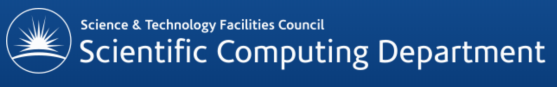 Science & Technology Facilities Council
Scientific Computing Department